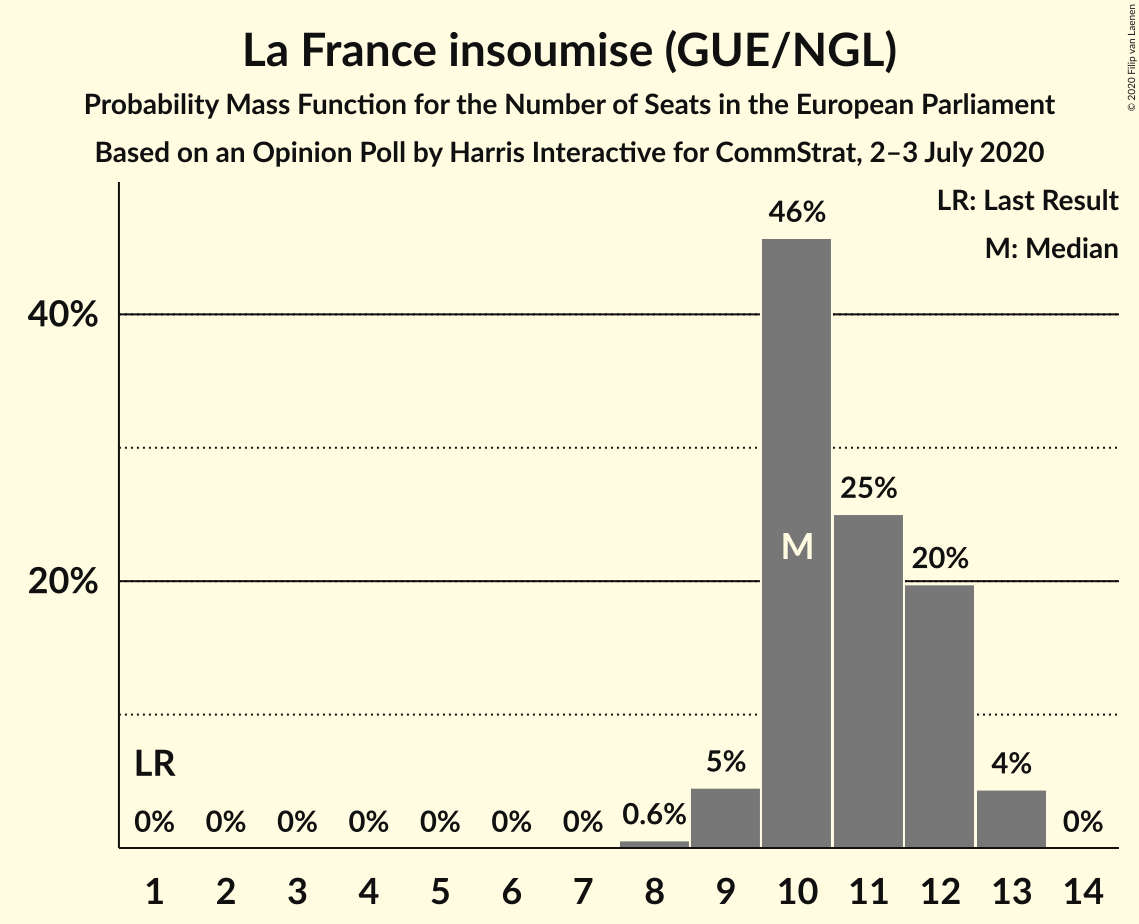 La France insoumise (GUE/NGL)
Probability Mass Function for the Number of Seats in the European Parliament
Based on an Opinion Poll by Harris Interactive for CommStrat, 2–3 July 2020
© 2020 Filip van Laenen
LR: Last Result
M: Median
46%
40%
25%
M
20%
20%
LR
5%
4%
0% 0% 0% 0% 0% 0% 0% 0.6% 0%
1 2 3 4 5 6 7 8 9 10 11 12 13 14